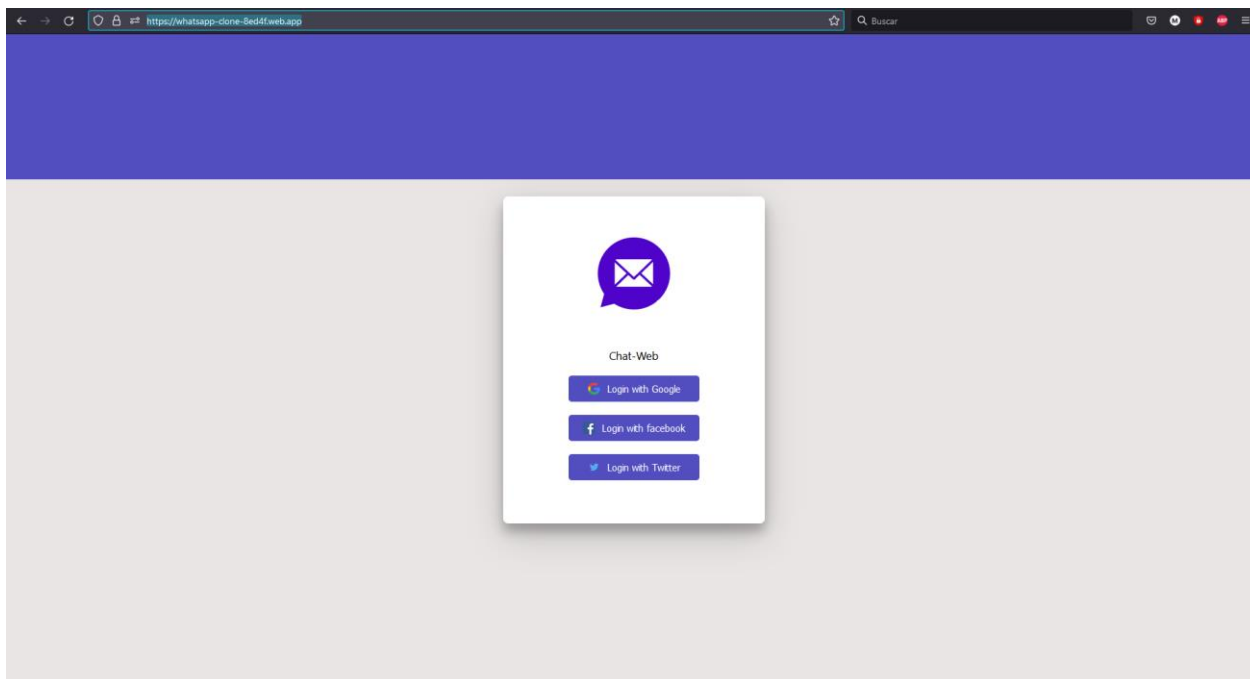 https://whatsapp-clone-8ed4f.web.app
Buscar
Chat-Web
Login with Google
Login with facebook
Login with Twitter